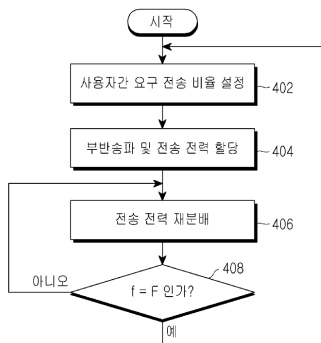 시작
사용자간 요구 전송 비율 설정
402
부반송파 및 전송 전력 할당
404
전송 전력 재분배
406
408
아니오
f = F 인가?
예